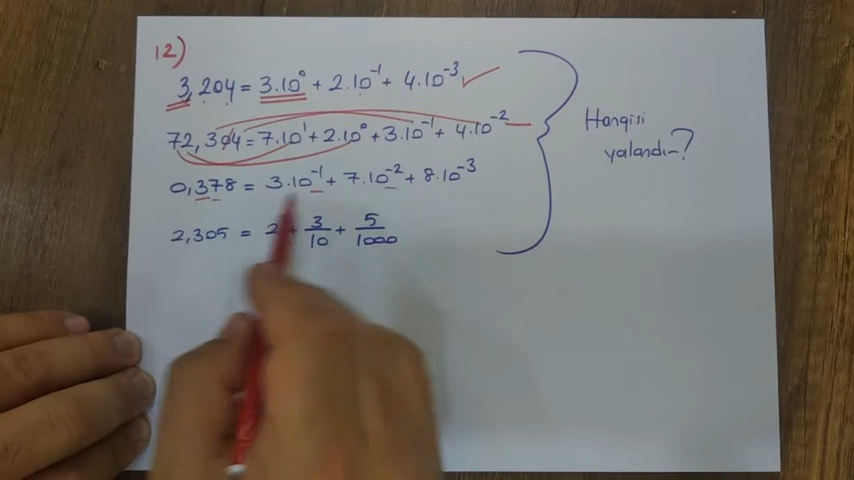 12)
3,204 = 3.10⁰ + 2.10⁻¹ + 4.10⁻³
72,304 = 7.10¹ + 2.10⁰ + 3.10⁻¹ + 4.10⁻²
0,378 = 3.10⁻¹ + 7.10⁻² + 8.10⁻³
2,305 = 2 + 3/10 + 5/1000
Hangisi
yalandır?